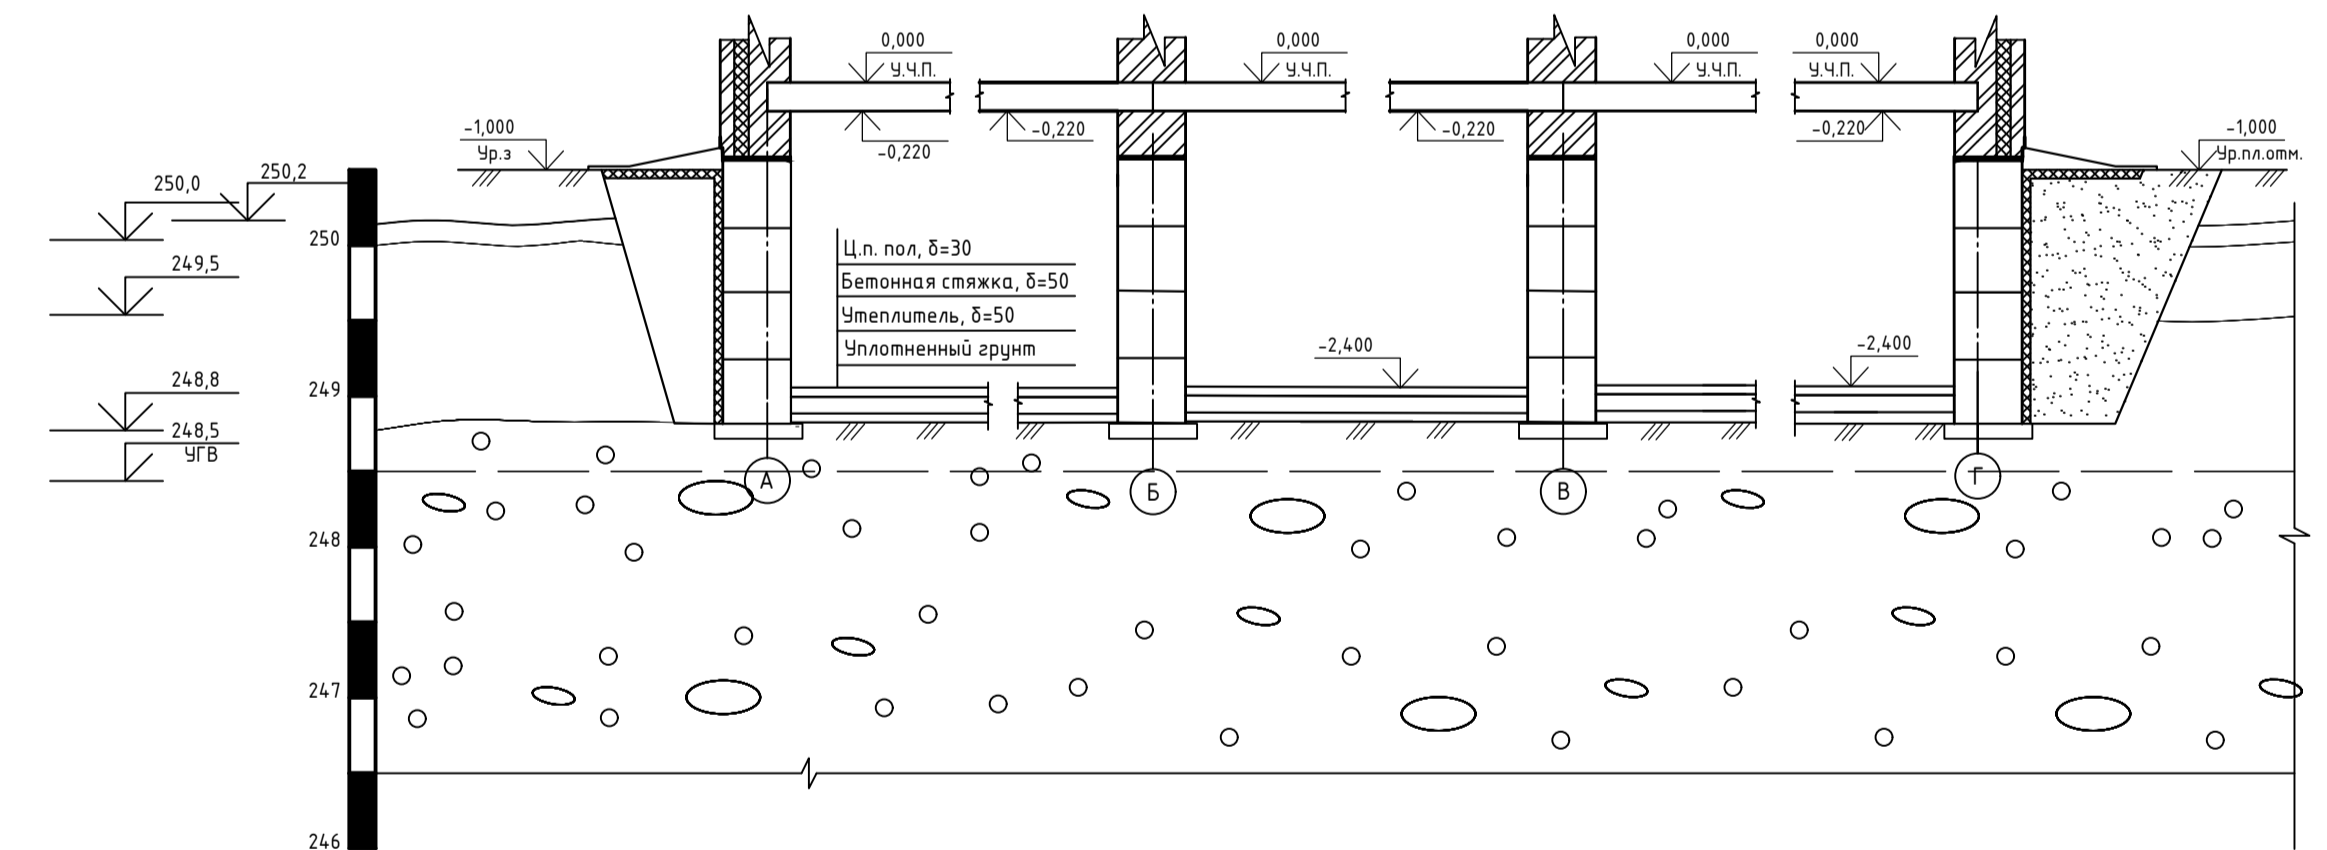 0,000
У.Ч.П.
0,000
У.Ч.П.
0,000
У.Ч.П.
0,000
У.Ч.П.
-0,220
-0,220
-0,220
-0,220
-1,000
Ур.з
-1,000
Ур.пл.отм.
250,0
250,2
250
249,5
249
248,8
248,5
УГВ
248
247
246
Ц.п. пол, δ=30
Бетонная стяжка, δ=50
Утеплитель, δ=50
Уплотненный грунт
-2,400
-2,400
А
Б
В
Г